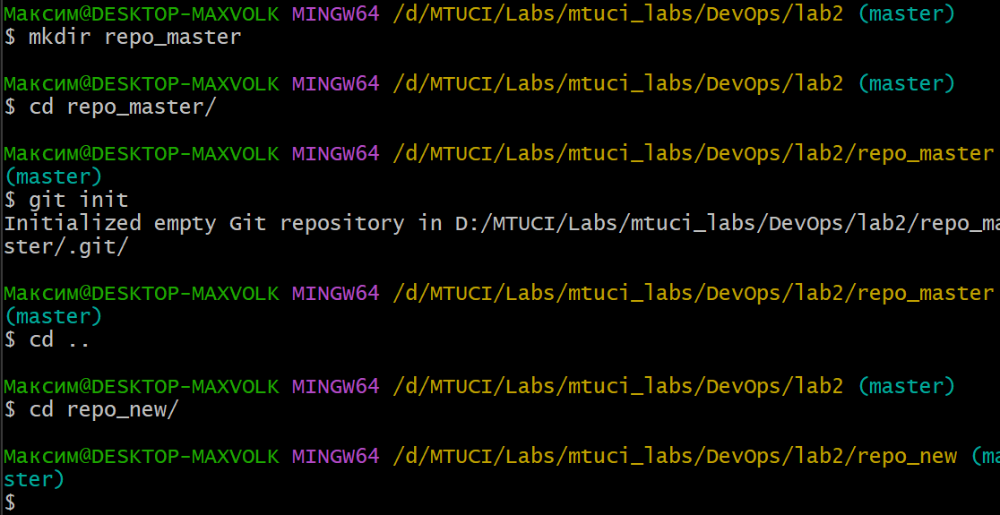 Максим@DESKTOP-MAXVOLK MINGW64 /d/MTUCI/Labs/mtuci_labs/DevOps/lab2 (master)
$ mkdir repo_master
Максим@DESKTOP-MAXVOLK MINGW64 /d/MTUCI/Labs/mtuci_labs/DevOps/lab2 (master)
$ cd repo_master/
Максим@DESKTOP-MAXVOLK MINGW64 /d/MTUCI/Labs/mtuci_labs/DevOps/lab2/repo_master
(master)
$ git init
Initialized empty Git repository in D:/MTUCI/Labs/mtuci_labs/DevOps/lab2/repo_ma
ster/.git/
Максим@DESKTOP-MAXVOLK MINGW64 /d/MTUCI/Labs/mtuci_labs/DevOps/lab2/repo_master
(master)
$ cd ..
Максим@DESKTOP-MAXVOLK MINGW64 /d/MTUCI/Labs/mtuci_labs/DevOps/lab2 (master)
$ cd repo_new/
Максим@DESKTOP-MAXVOLK MINGW64 /d/MTUCI/Labs/mtuci_labs/DevOps/lab2/repo_new (ma
ster)
$